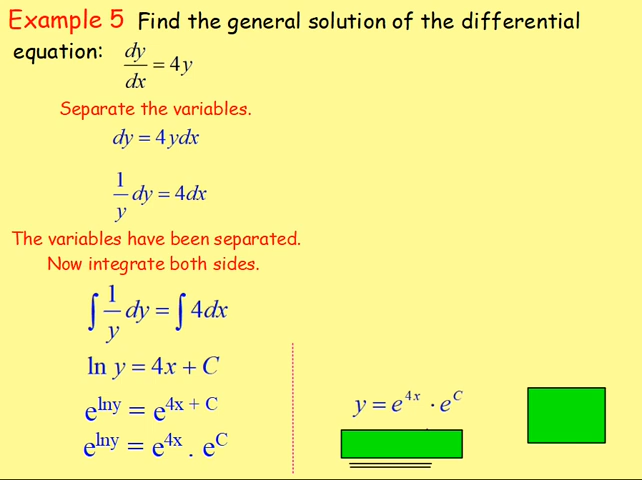 Example 5 Find the general solution of the differential
equation: dy/dx = 4y
Separate the variables.
dy = 4ydx
1/y dy = 4dx
The variables have been separated.
Now integrate both sides.
∫ 1/y dy = ∫ 4dx
ln y = 4x + C
e^lny = e^(4x + C)
e^lny = e^4x . e^C
y = e^4x · e^C